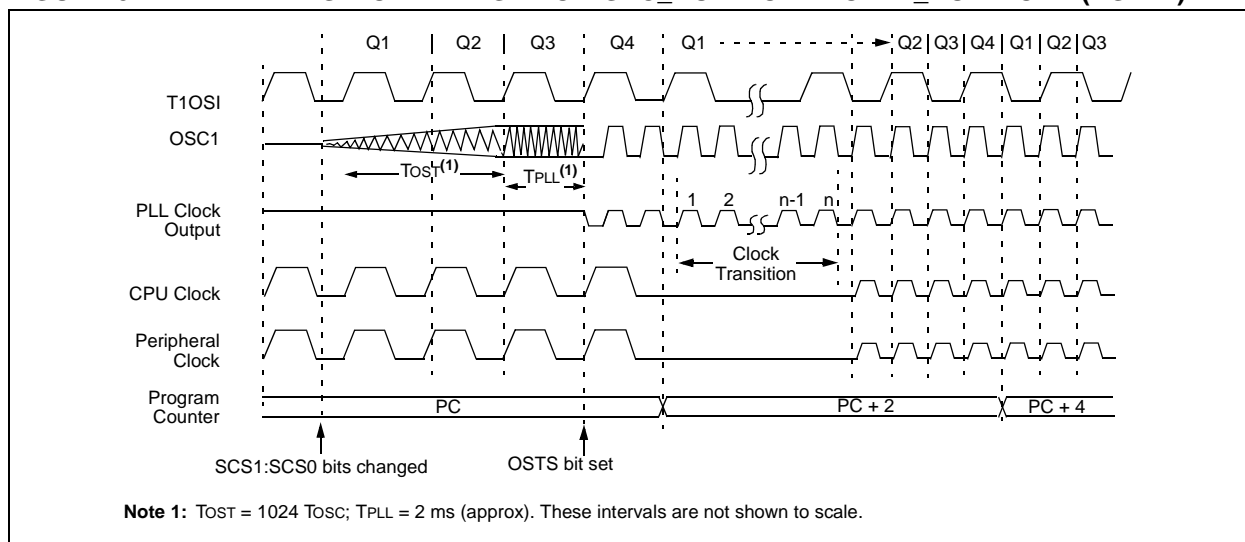 Q1 Q2 Q3 Q4 Q1 Q2 Q3 Q4 Q1 Q2 Q3
T1OSI
OSC1
TOST(1)
TPLL(1)
PLL Clock
Output
1 2 n-1 n
Clock
Transition
CPU Clock
Peripheral
Clock
Program
Counter
PC PC + 2 PC + 4
SCS1:SCS0 bits changed
OSTS bit set
Note 1: TOST = 1024 TOSC; TPLL = 2 ms (approx). These intervals are not shown to scale.